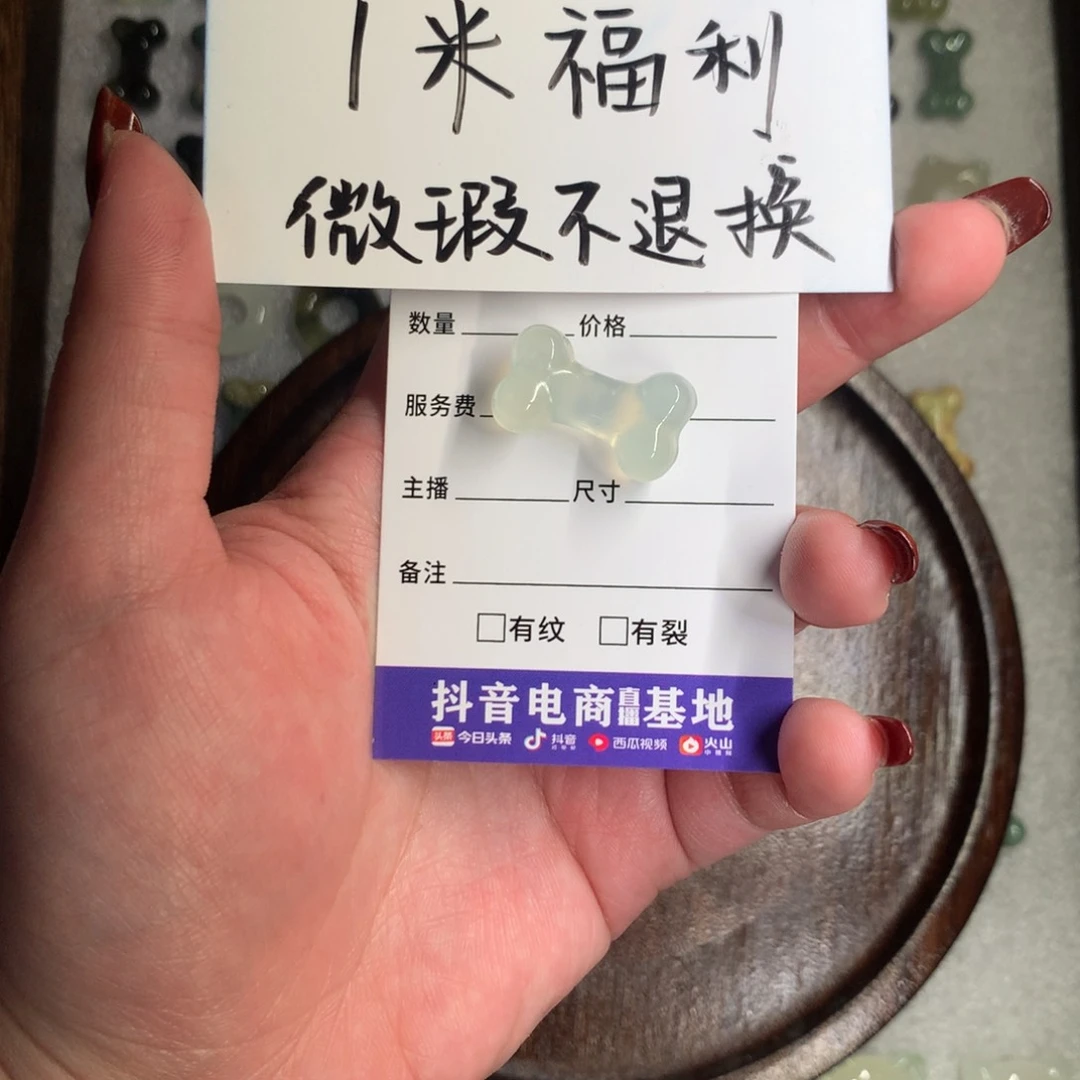 1米福利
微瑕不退换
数量 价格
服务费
主播 尺寸
备注
□有纹 □有裂
抖音电商直播基地
头条 今日头条 抖音 西瓜视频 火山